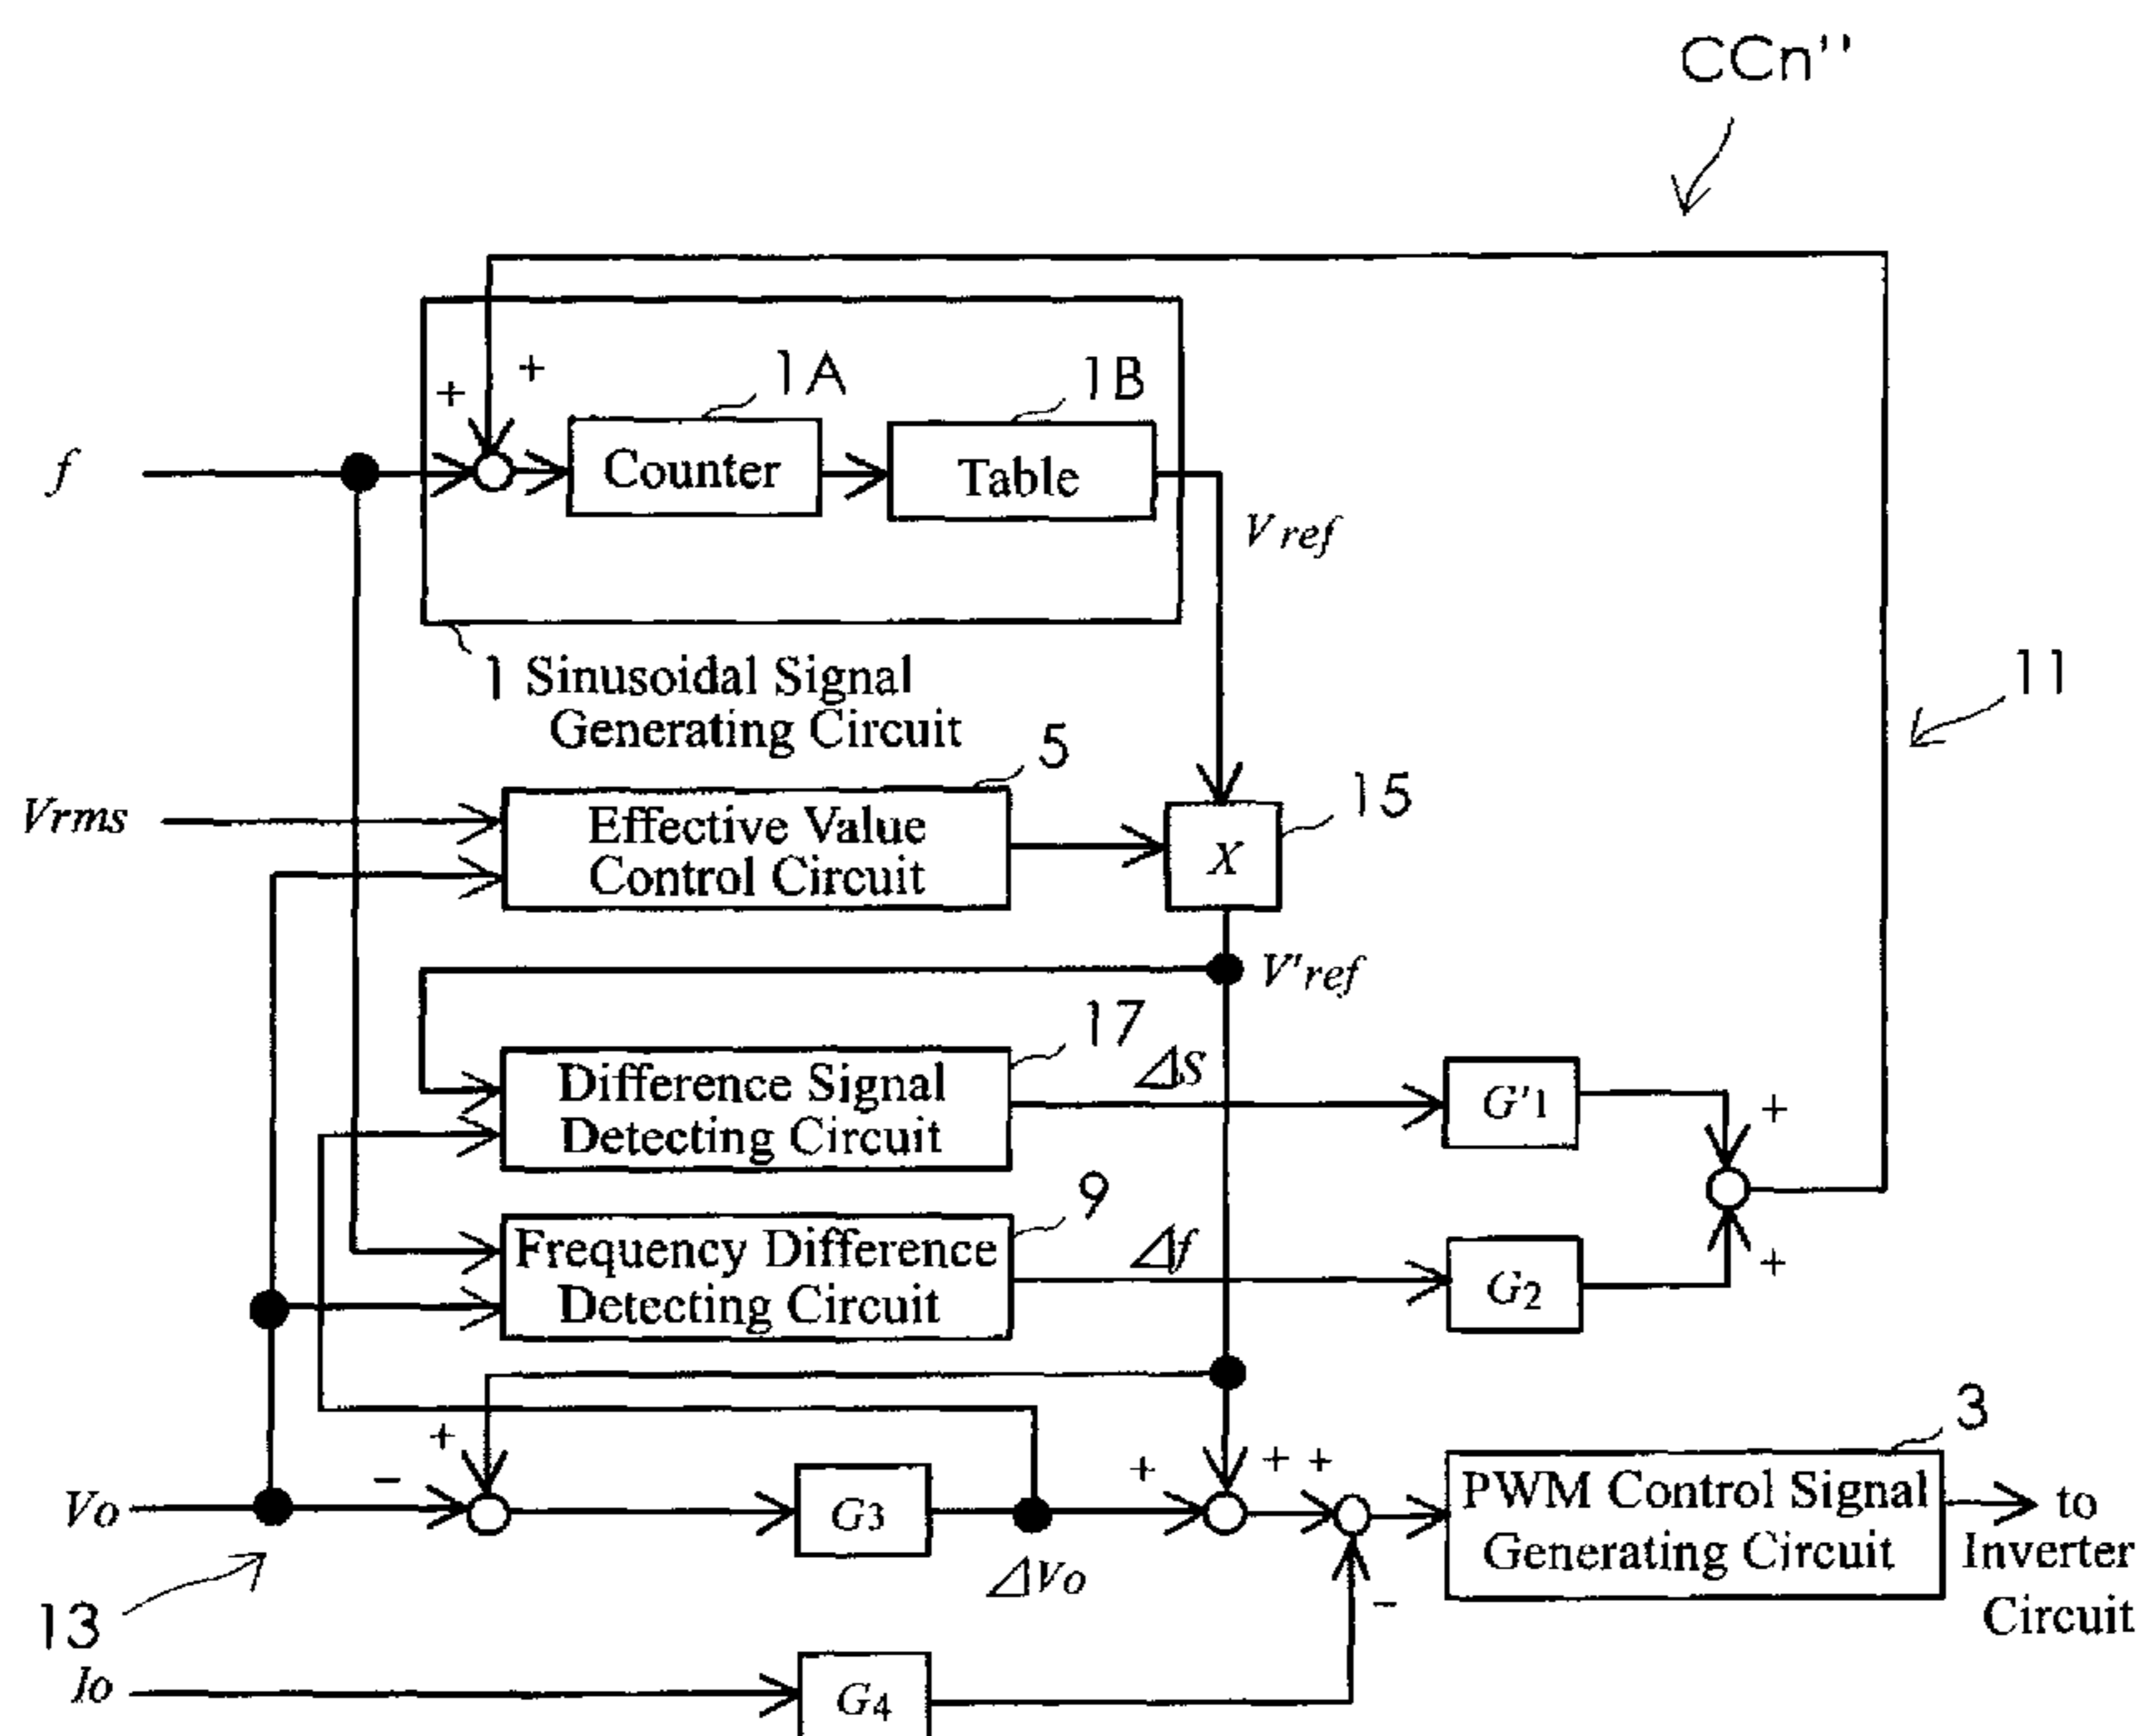 CCn''
+
+
1A
1B
f
Counter
Table
Vref
1 Sinusoidal Signal
Generating Circuit
11
5
15
Vrms
Effective Value
Control Circuit
X
V'ref
17
Difference Signal
Detecting Circuit
ΔS
G'1
+
9
Frequency Difference
Detecting Circuit
Δf
G2
+
3
+
−
+
+ +
Vo
G3
PWM Control Signal
Generating Circuit
to
Inverter
Circuit
ΔVo
−
13
Io
G4